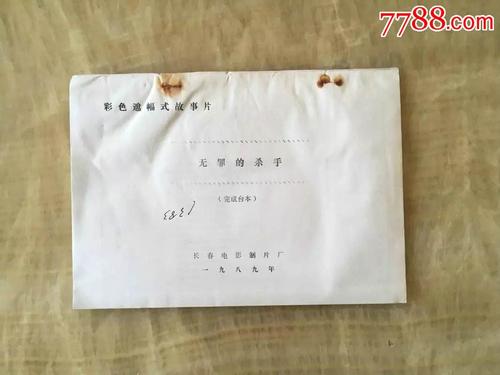 7788.com
彩色遮幅式故事片
无罪的杀手
（完成台本）
长春电影制片厂
一九八九年